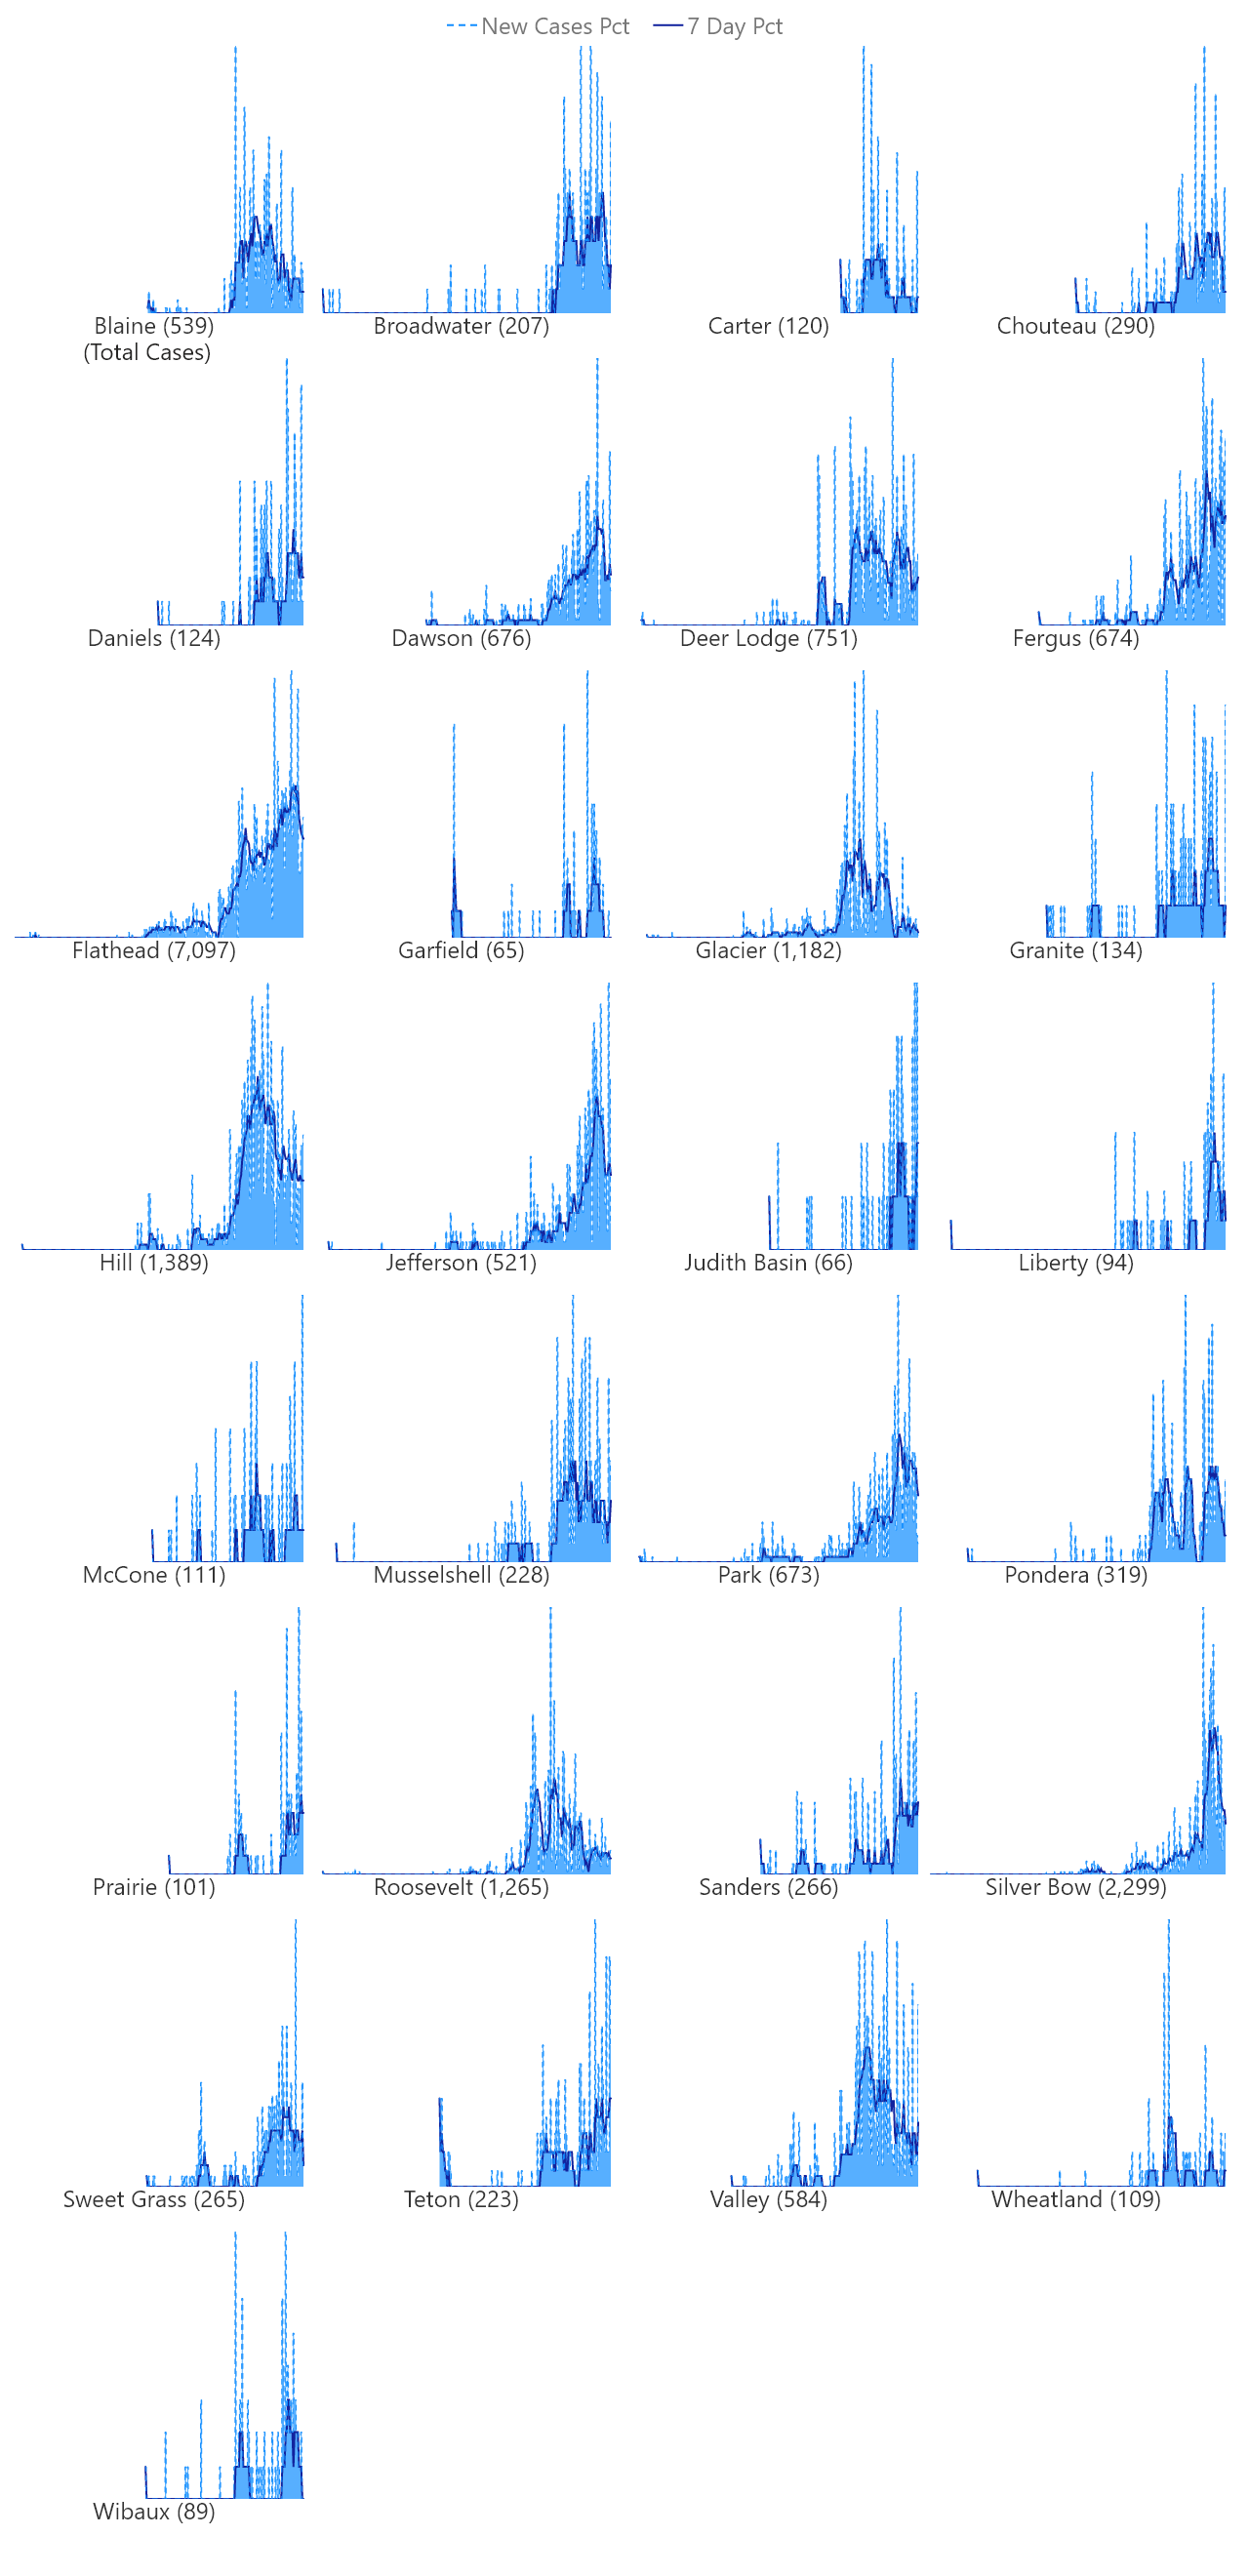 New Cases Pct 7 Day Pct
Blaine (539) Broadwater (207) Carter (120) Chouteau (290)
(Total Cases)
Daniels (124) Dawson (676) Deer Lodge (751) Fergus (674)
Flathead (7,097) Garfield (65) Glacier (1,182) Granite (134)
Hill (1,389) Jefferson (521) Judith Basin (66) Liberty (94)
McCone (111) Musselshell (228) Park (673) Pondera (319)
Prairie (101) Roosevelt (1,265) Sanders (266) Silver Bow (2,299)
Sweet Grass (265) Teton (223) Valley (584) Wheatland (109)
Wibaux (89)